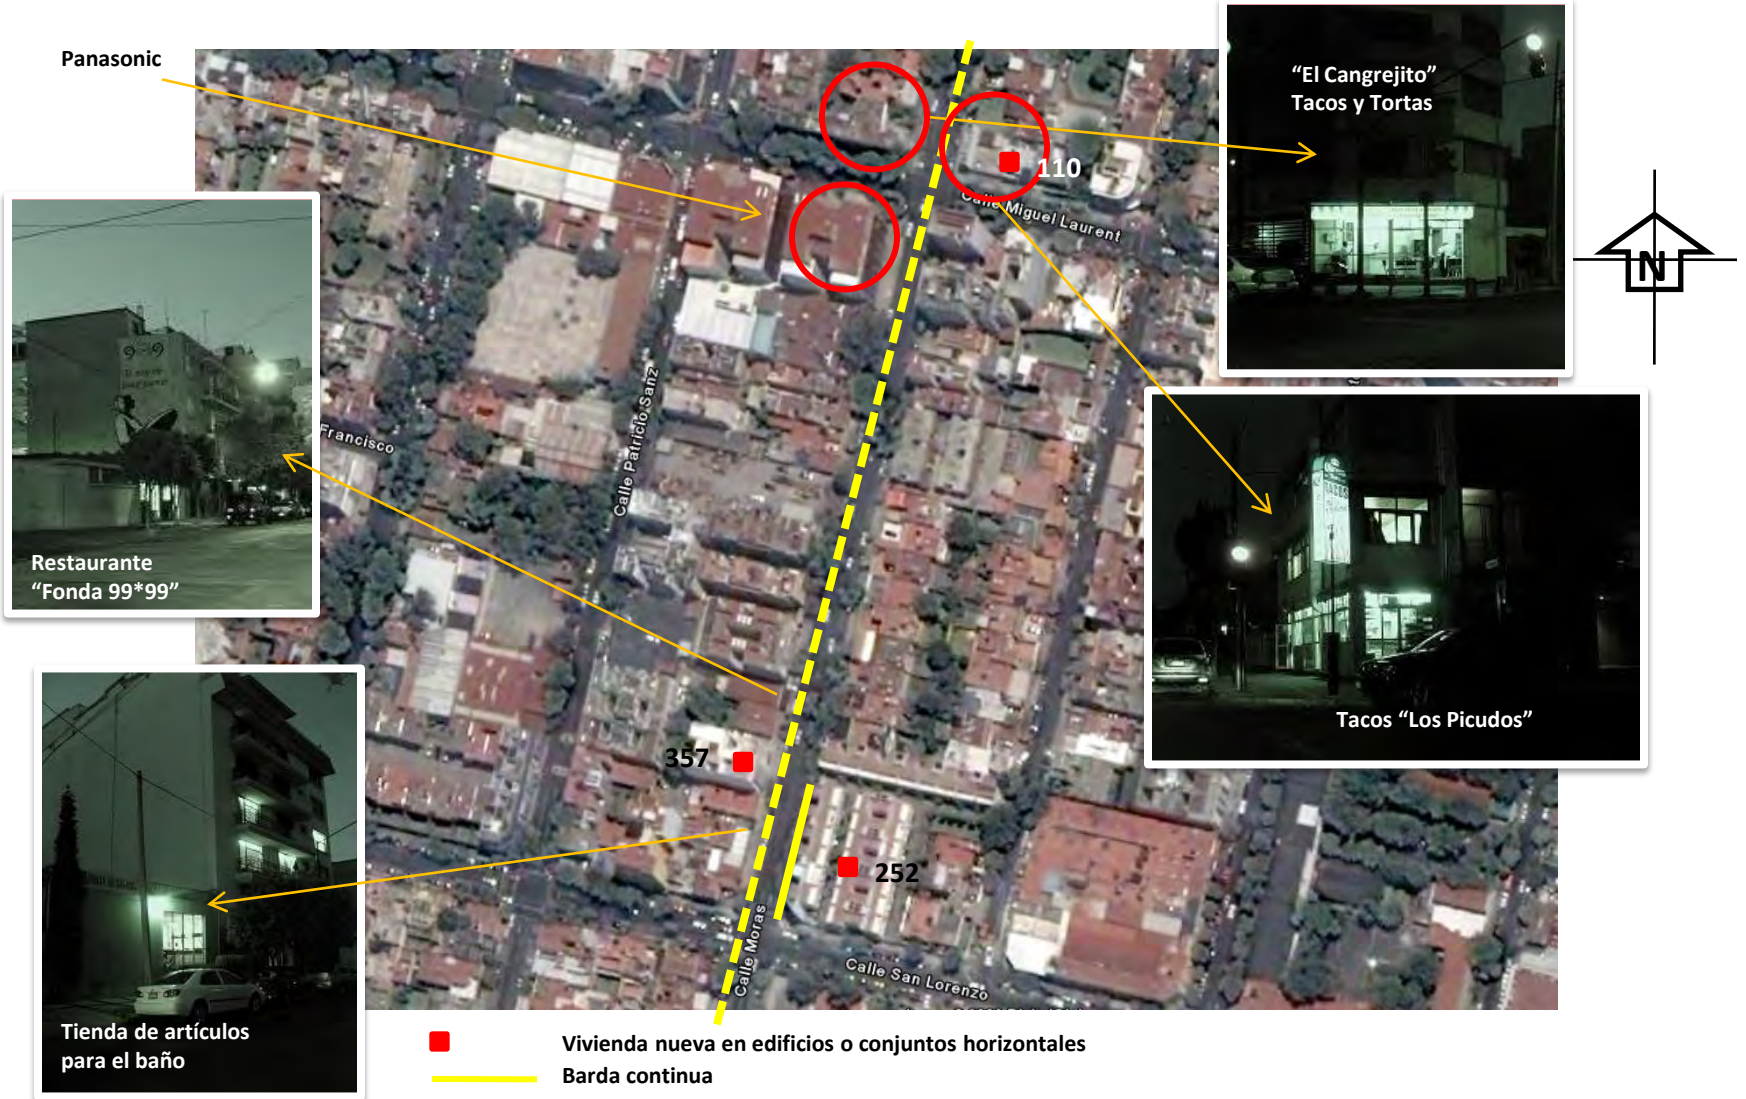 Panasonic
“El Cangrejito”
Tacos y Tortas
110
Calle Miguel Laurent
N
Calle Patricio Sanz
Francisco
Restaurante
“Fonda 99*99”
TACOS
Tacos “Los Picudos”
357
252
Calle Moras
Calle San Lorenzo
Tienda de artículos
para el baño
Vivienda nueva en edificios o conjuntos horizontales
Barda continua